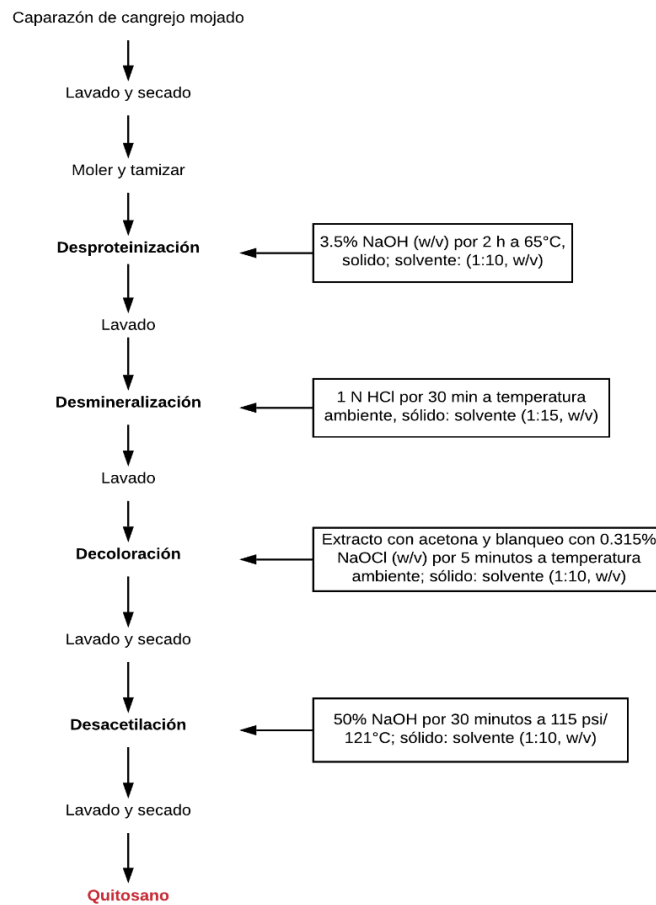 Caparazón de cangrejo mojado
Lavado y secado
Moler y tamizar
Desproteinización
3.5% NaOH (w/v) por 2 h a 65°C,
solido; solvente: (1:10, w/v)
Lavado
Desmineralización
1 N HCl por 30 min a temperatura
ambiente, sólido: solvente (1:15, w/v)
Lavado
Decoloración
Extracto con acetona y blanqueo con 0.315%
NaOCl (w/v) por 5 minutos a temperatura
ambiente; sólido: solvente (1:10, w/v)
Lavado y secado
Desacetilación
50% NaOH por 30 minutos a 115 psi/
121°C; sólido: solvente (1:10, w/v)
Lavado y secado
Quitosano